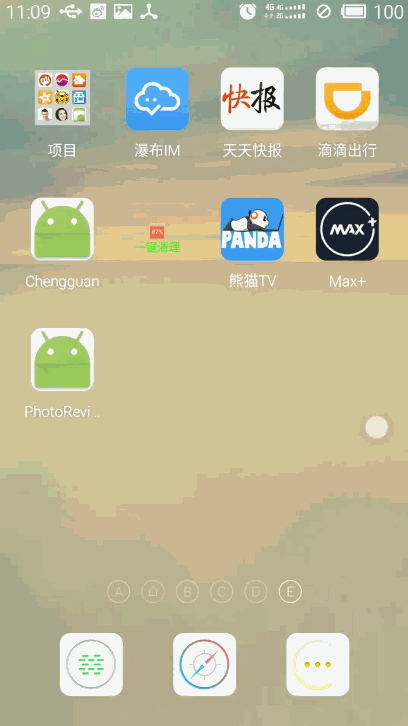 11:09
4G 4G
2G
100
项目
瀑布IM
快报
天天快报
滴滴出行
Chengguan
87%
一键清理
PANDA
熊猫TV
MAX+
Max+
PhotoRevi..
A B C D E